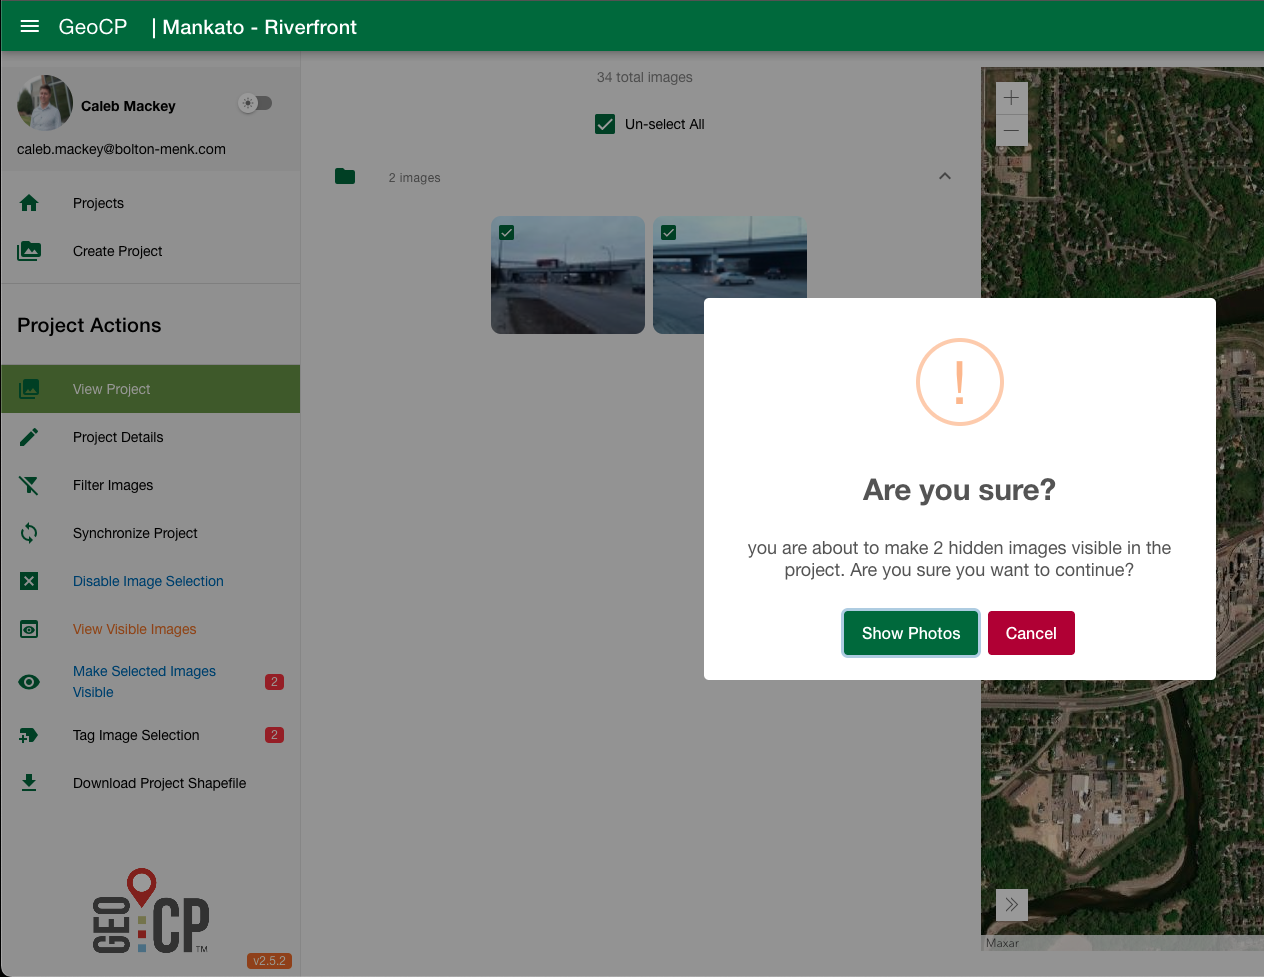 GeoCP | Mankato - Riverfront
Caleb Mackey
caleb.mackey@bolton-menk.com
Projects
Create Project
Project Actions
View Project
Project Details
Filter Images
Synchronize Project
Disable Image Selection
View Visible Images
Make Selected Images
Visible
2
Tag Image Selection
2
Download Project Shapefile
GEO CP TM
v2.5.2
34 total images
Un-select All
2 images
Are you sure?
you are about to make 2 hidden images visible in the
project. Are you sure you want to continue?
Show Photos
Cancel
Maxar